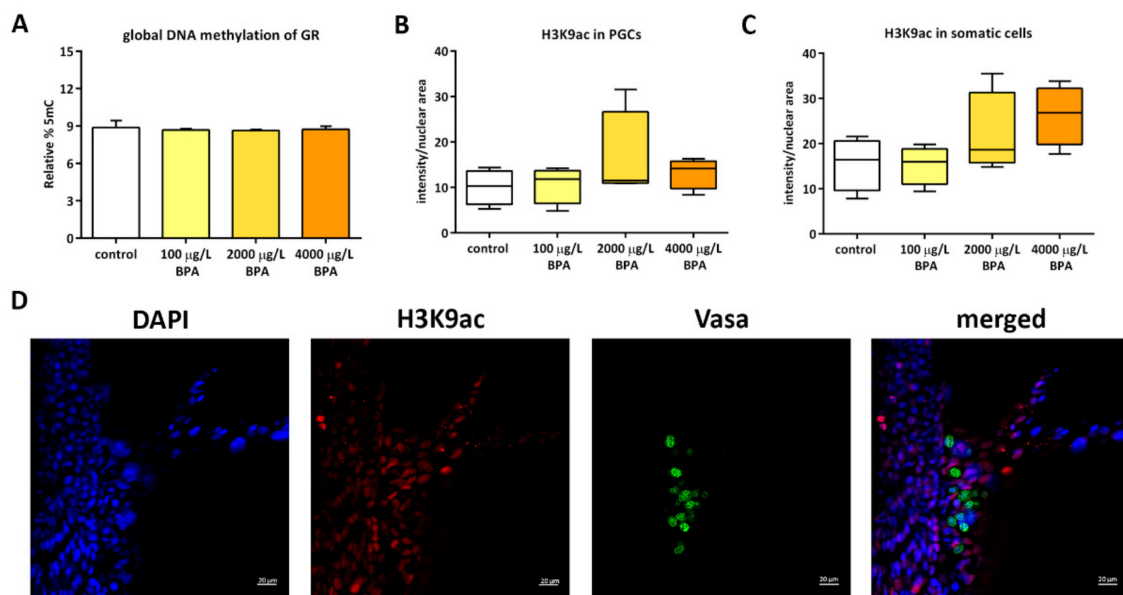 A
global DNA methylation of GR
Relative % 5mC
15
12
9
6
3
0
control
100 µg/L
BPA
2000 µg/L
BPA
4000 µg/L
BPA
B
H3K9ac in PGCs
intensity/nuclear area
40
30
20
10
0
control
100 µg/L
BPA
2000 µg/L
BPA
4000 µg/L
BPA
C
H3K9ac in somatic cells
intensity/nuclear area
40
30
20
10
0
control
100 µg/L
BPA
2000 µg/L
BPA
4000 µg/L
BPA
D
DAPI
H3K9ac
Vasa
merged
20 µm
20 µm
20 µm
20 µm